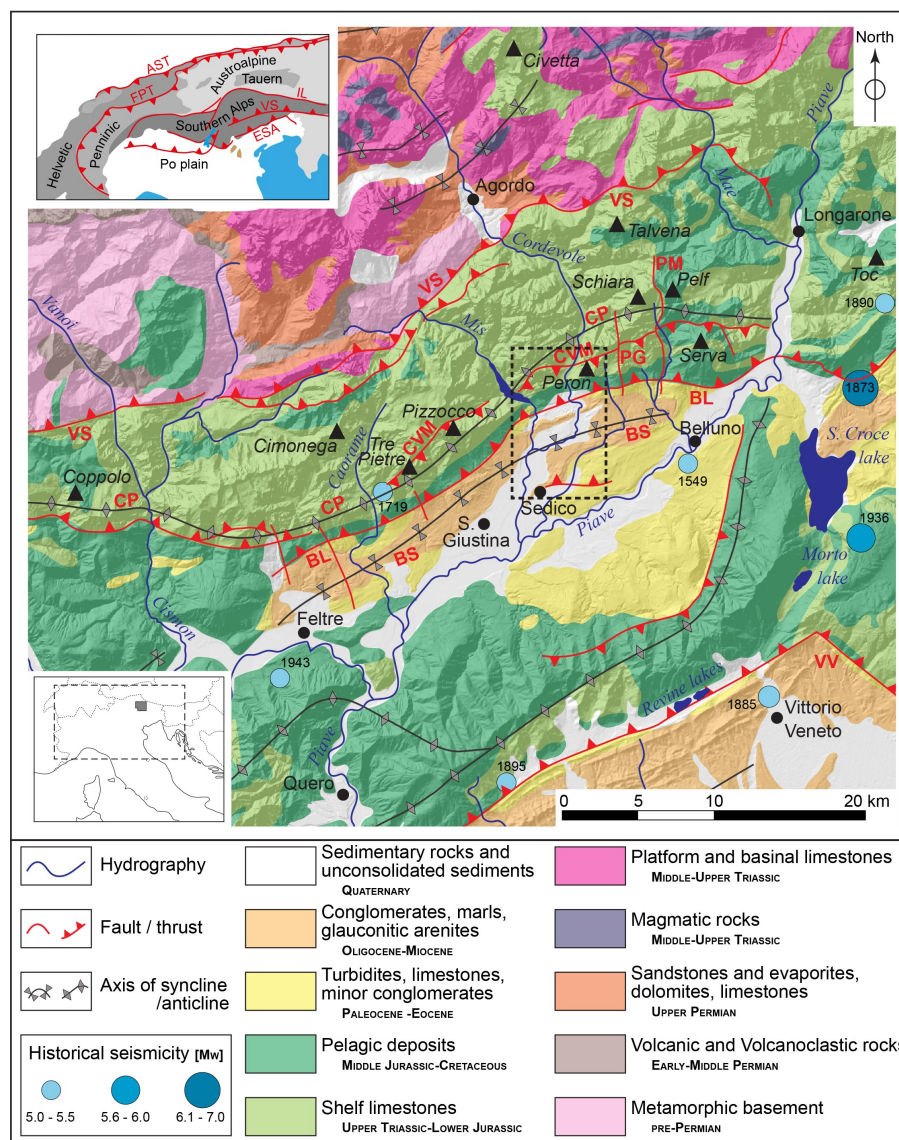 North
AST
Austroalpine
Tauern
FPT
IL
VS
Southern Alps
ESA
Penninic
Helvetic
Po plain
Civetta
Piave
Agordo
Mae
VS
Talvena
Longarone
Cordevole
Toc
Schiara
PM
Pelf
1890
Vanoi
VS
Mis
CP
CVM
PG
Serva
Peron
1873
BL
Pizzocco
BS
Belluno
VS
Cimonega
Tre
Pietre
CVM
Caorame
S. Croce
lake
Coppolo
CP
CP
1719
1549
Sedico
Piave
S.
Giustina
1936
BL
BS
Morto
lake
Cismon
Feltre
1943
VV
Revine lakes
1885
Vittorio
Veneto
Piave
Quero
1895
0 5 10 20 km
Hydrography
Fault / thrust
Axis of syncline
/anticline
Historical seismicity [Mw]
5.0 - 5.5 5.6 - 6.0 6.1 - 7.0
Sedimentary rocks and
unconsolidated sediments
QUATERNARY
Conglomerates, marls,
glauconitic arenites
OLIGOCENE-MIOCENE
Turbidites, limestones,
minor conglomerates
PALEOCENE -EOCENE
Pelagic deposits
MIDDLE JURASSIC-CRETACEOUS
Shelf limestones
UPPER TRIASSIC-LOWER JURASSIC
Platform and basinal limestones
MIDDLE-UPPER TRIASSIC
Magmatic rocks
MIDDLE-UPPER TRIASSIC
Sandstones and evaporites,
dolomites, limestones
UPPER PERMIAN
Volcanic and Volcanoclastic rocks
EARLY-MIDDLE PERMIAN
Metamorphic basement
PRE-PERMIAN